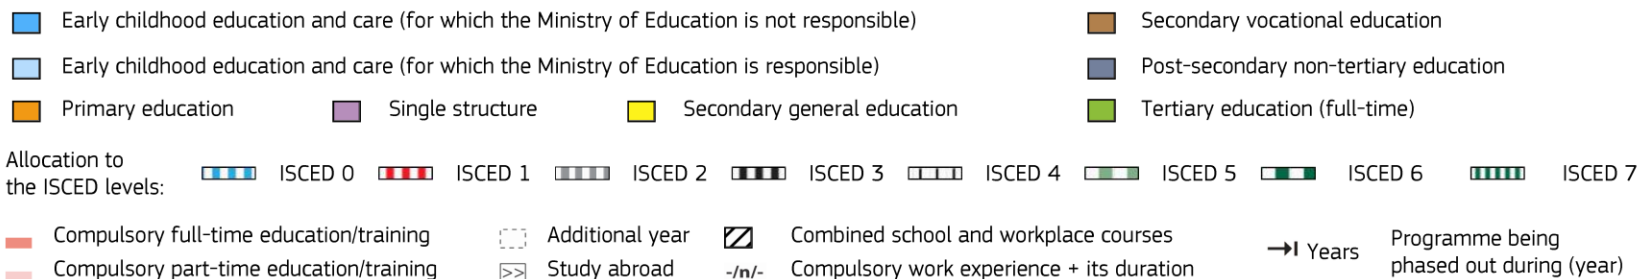 Early childhood education and care (for which the Ministry of Education is not responsible) Secondary vocational education
Early childhood education and care (for which the Ministry of Education is responsible) Post-secondary non-tertiary education
Primary education Single structure Secondary general education Tertiary education (full-time)
Allocation to
the ISCED levels: ISCED 0 ISCED 1 ISCED 2 ISCED 3 ISCED 4 ISCED 5 ISCED 6 ISCED 7
Compulsory full-time education/training Additional year Combined school and workplace courses Years Programme being
Compulsory part-time education/training >> Study abroad -/n/- Compulsory work experience + its duration phased out during (year)